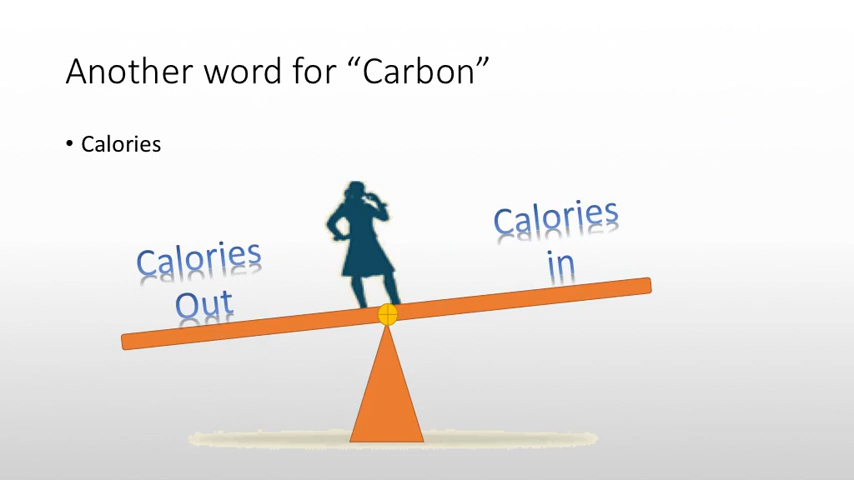 Another word for “Carbon”
• Calories
Calories
Out
Calories
in